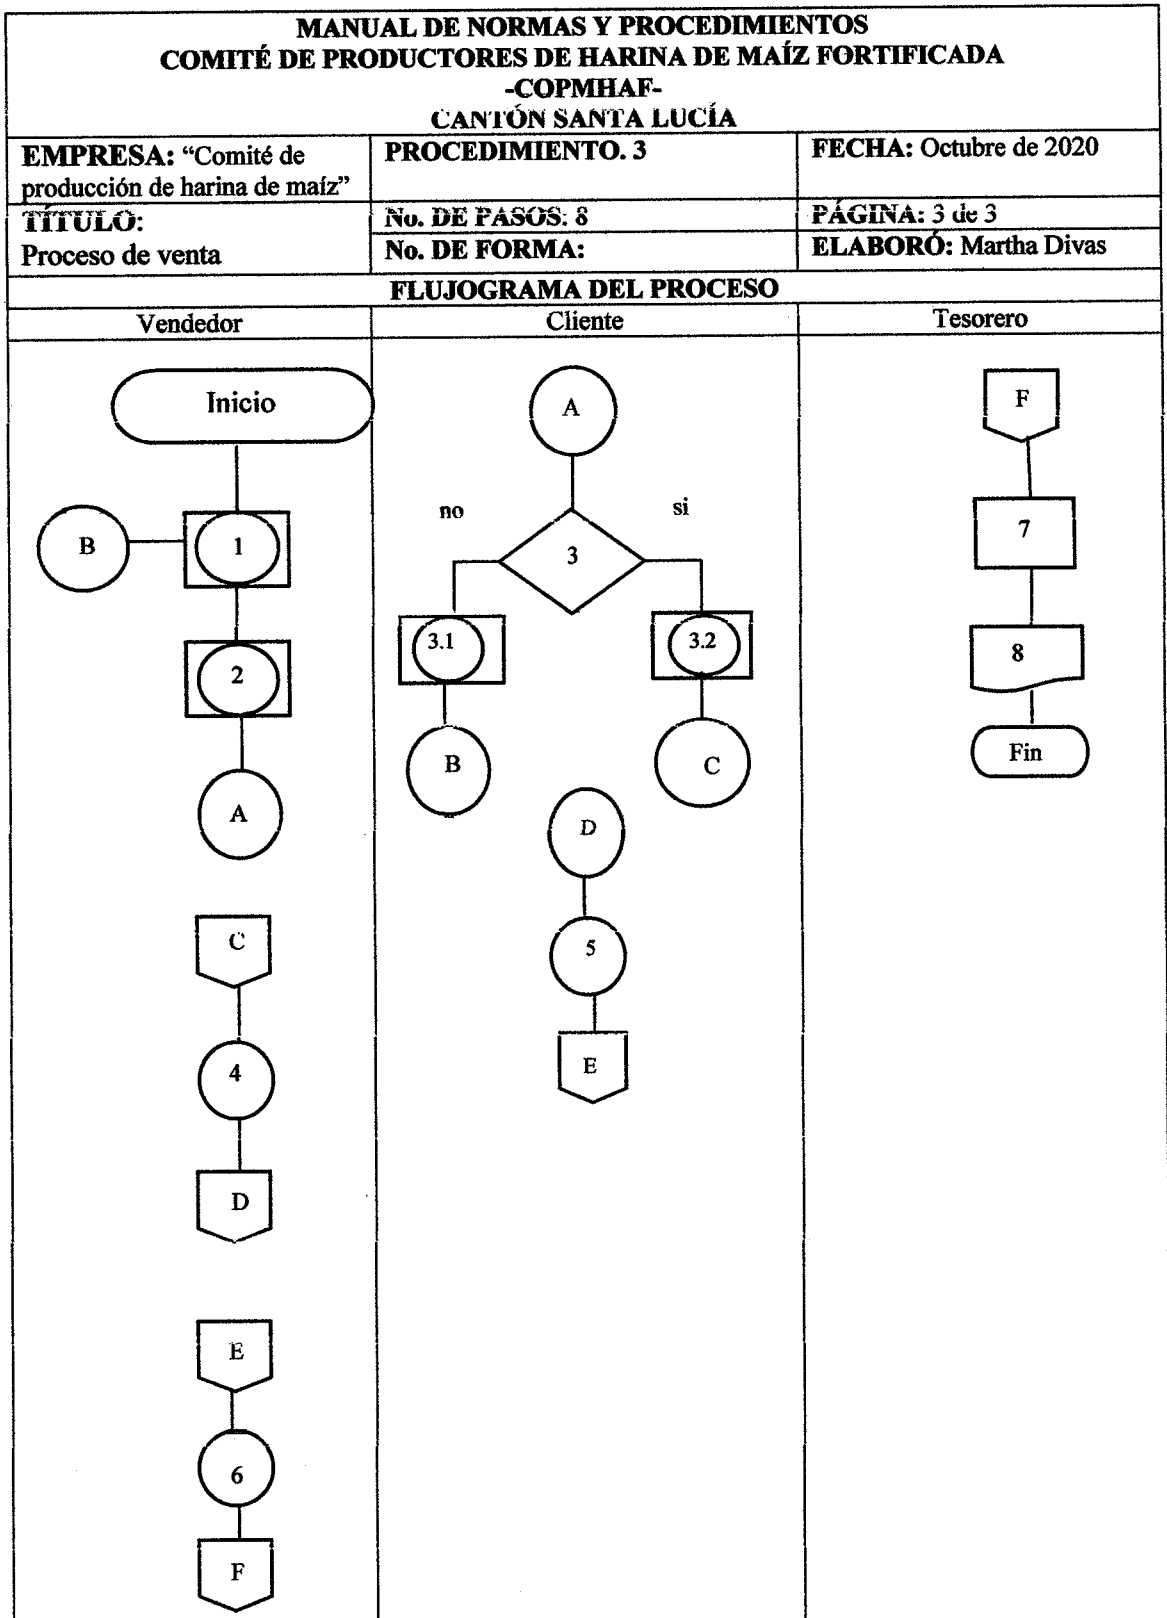 MANUAL DE NORMAS Y PROCEDIMIENTOS
COMITÉ DE PRODUCTORES DE HARINA DE MAÍZ FORTIFICADA
-COPMHAF-
CANTÓN SANTA LUCÍA
EMPRESA: “Comité de
producción de harina de maíz”
PROCEDIMIENTO. 3
FECHA: Octubre de 2020
TÍTULO:
Proceso de venta
No. DE PASOS: 8
PÁGINA: 3 de 3
No. DE FORMA:
ELABORÓ: Martha Divas
FLUJOGRAMA DEL PROCESO
Vendedor
Inicio
B
1
2
A
C
4
D
E
6
F
Cliente
A
no
si
3
3.1
3.2
B
C
D
5
E
Tesorero
F
7
8
Fin